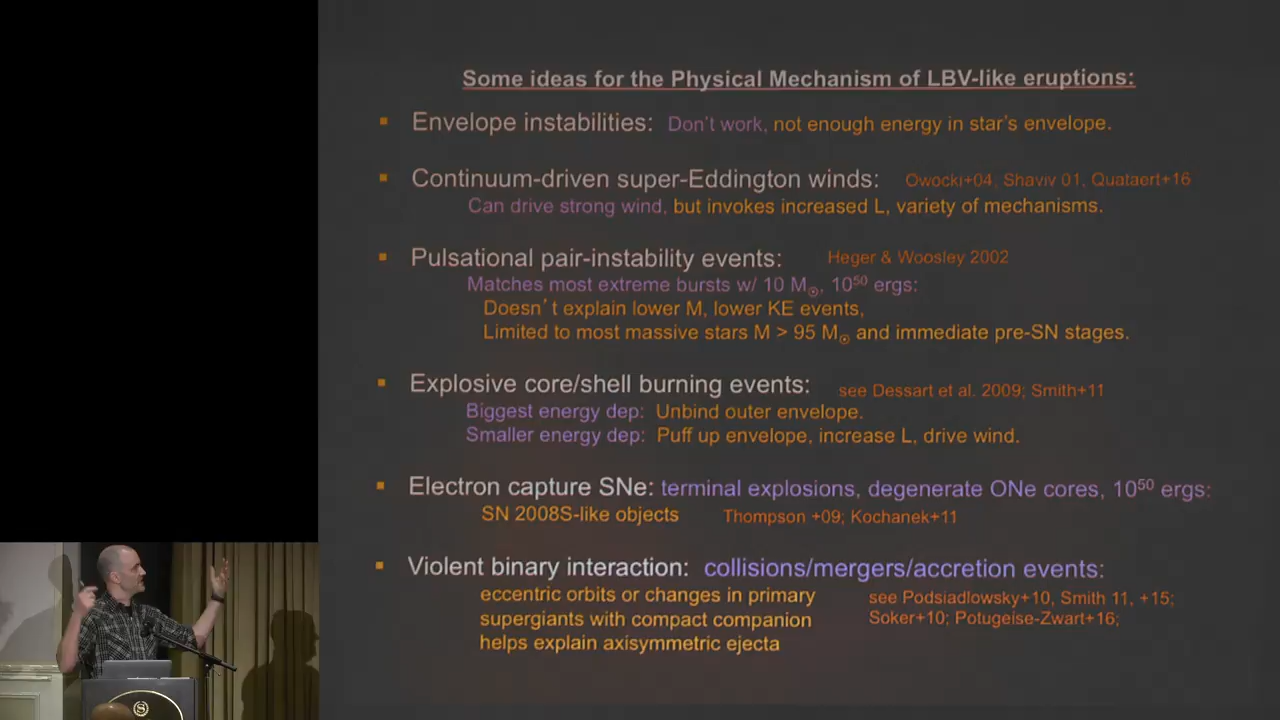 Some ideas for the Physical Mechanism of LBV-like eruptions:
▪ Envelope instabilities: Don't work, not enough energy in star's envelope.
▪ Continuum-driven super-Eddington winds: Owocki+04, Shaviv 01, Quataert+16
Can drive strong wind, but invokes increased L, variety of mechanisms.
▪ Pulsational pair-instability events: Heger & Woosley 2002
Matches most extreme bursts w/ 10 M☉, 10⁵⁰ ergs:
Doesn't explain lower M, lower KE events,
Limited to most massive stars M > 95 M☉ and immediate pre-SN stages.
▪ Explosive core/shell burning events: see Dessart et al. 2009; Smith+11
Biggest energy dep: Unbind outer envelope.
Smaller energy dep: Puff up envelope, increase L, drive wind.
▪ Electron capture SNe: terminal explosions, degenerate ONe cores, 10⁵⁰ ergs:
SN 2008S-like objects Thompson +09; Kochanek+11
▪ Violent binary interaction: collisions/mergers/accretion events:
eccentric orbits or changes in primary see Podsiadlowsky+10, Smith 11, +15;
supergiants with compact companion Soker+10; Potugeise-Zwart+16;
helps explain axisymmetric ejecta
S